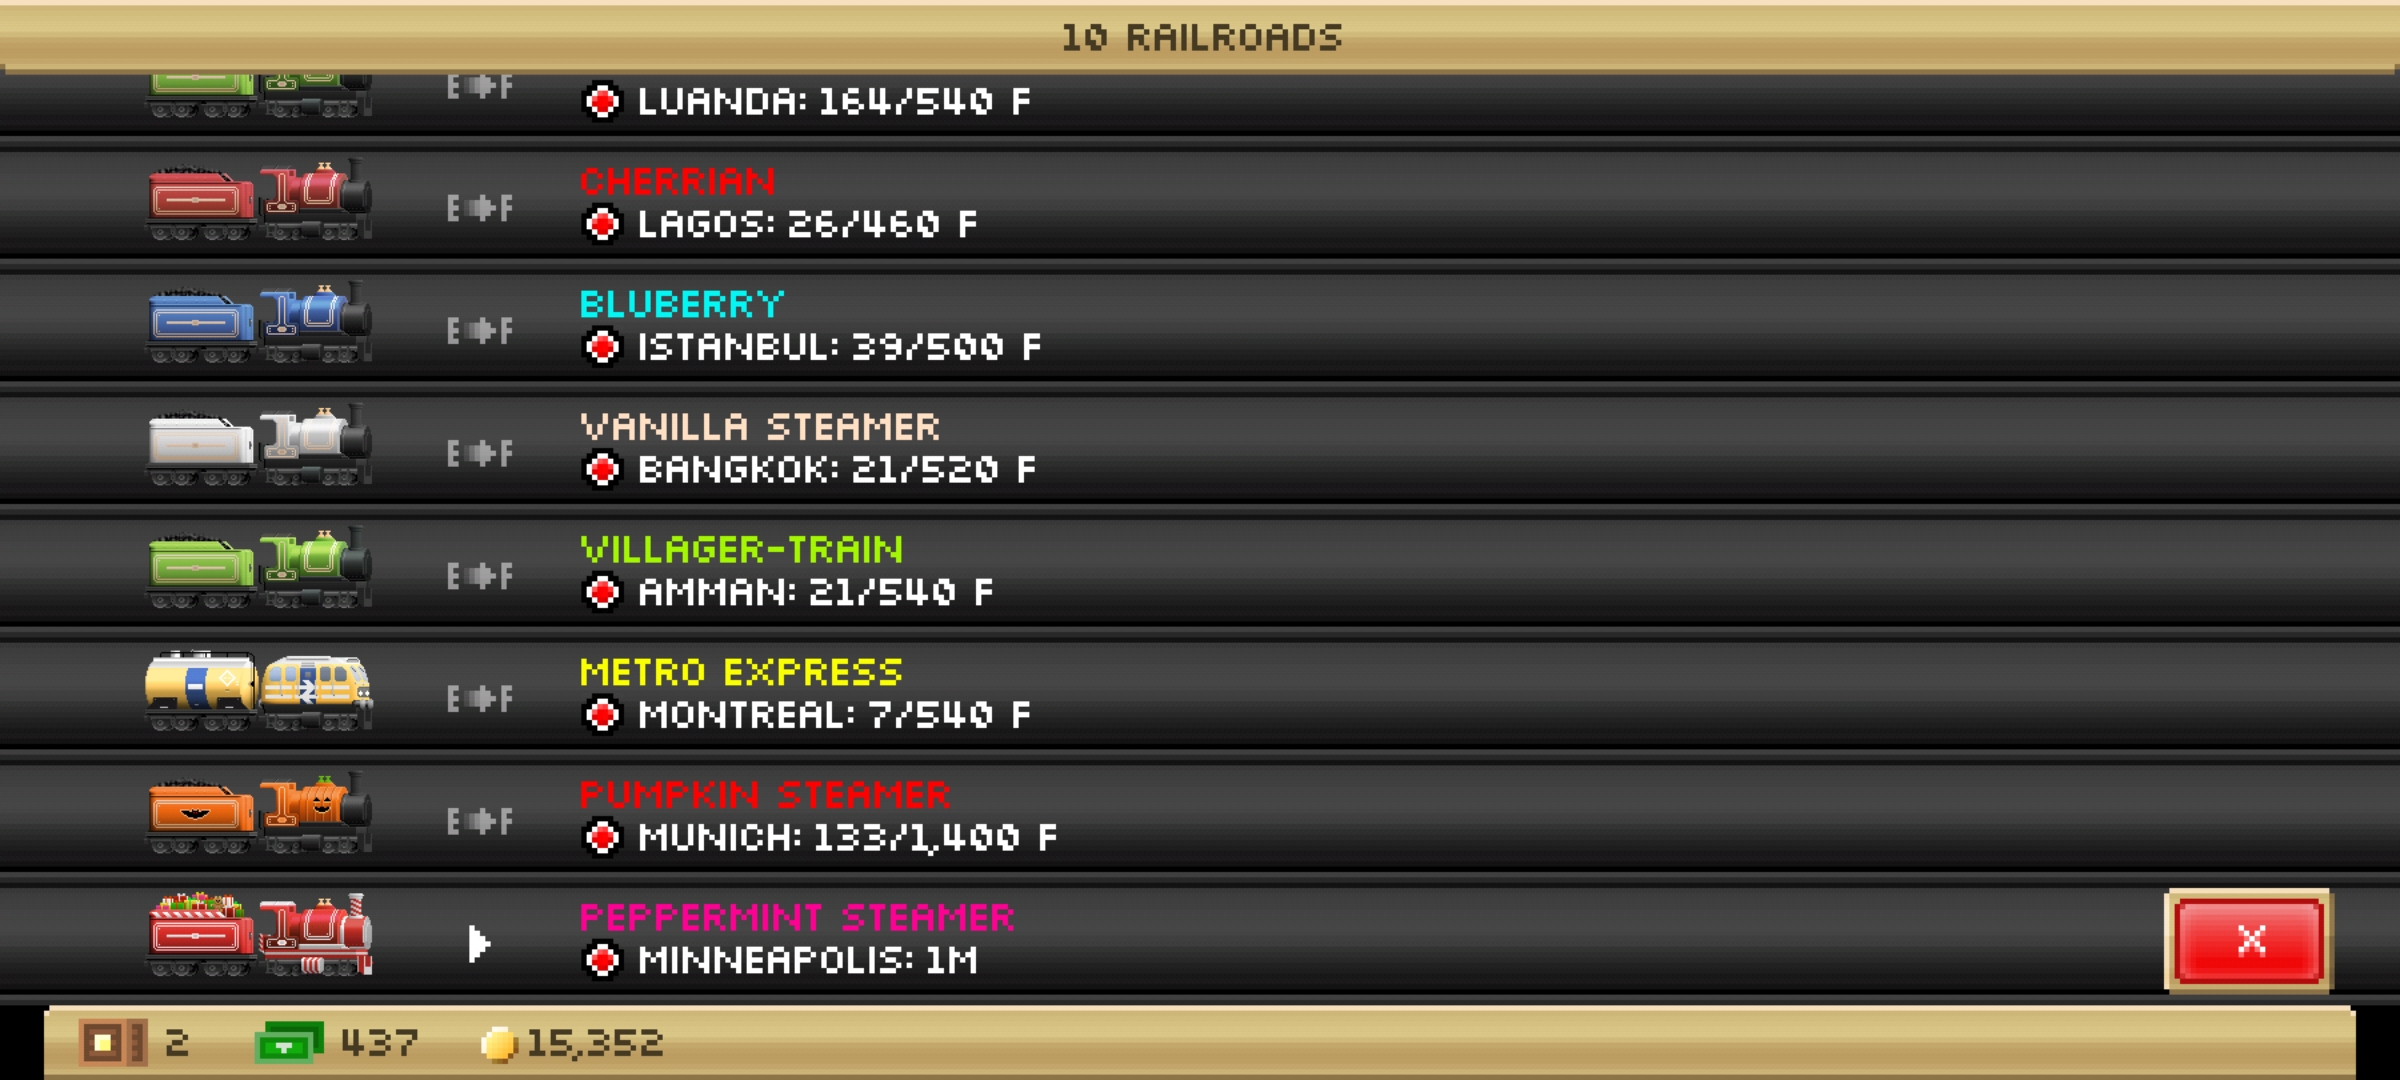 10 RAILROADS
E F LUANDA: 164/540 F
CHERRIAN
E F LAGOS: 26/460 F
BLUBERRY
E F ISTANBUL: 39/500 F
VANILLA STEAMER
E F BANGKOK: 21/520 F
VILLAGER-TRAIN
E F AMMAN: 21/540 F
METRO EXPRESS
E F MONTREAL: 7/540 F
PUMPKIN STEAMER
E F MUNICH: 133/1,400 F
PEPPERMINT STEAMER
MINNEAPOLIS: 1M
X
2 437 15,352